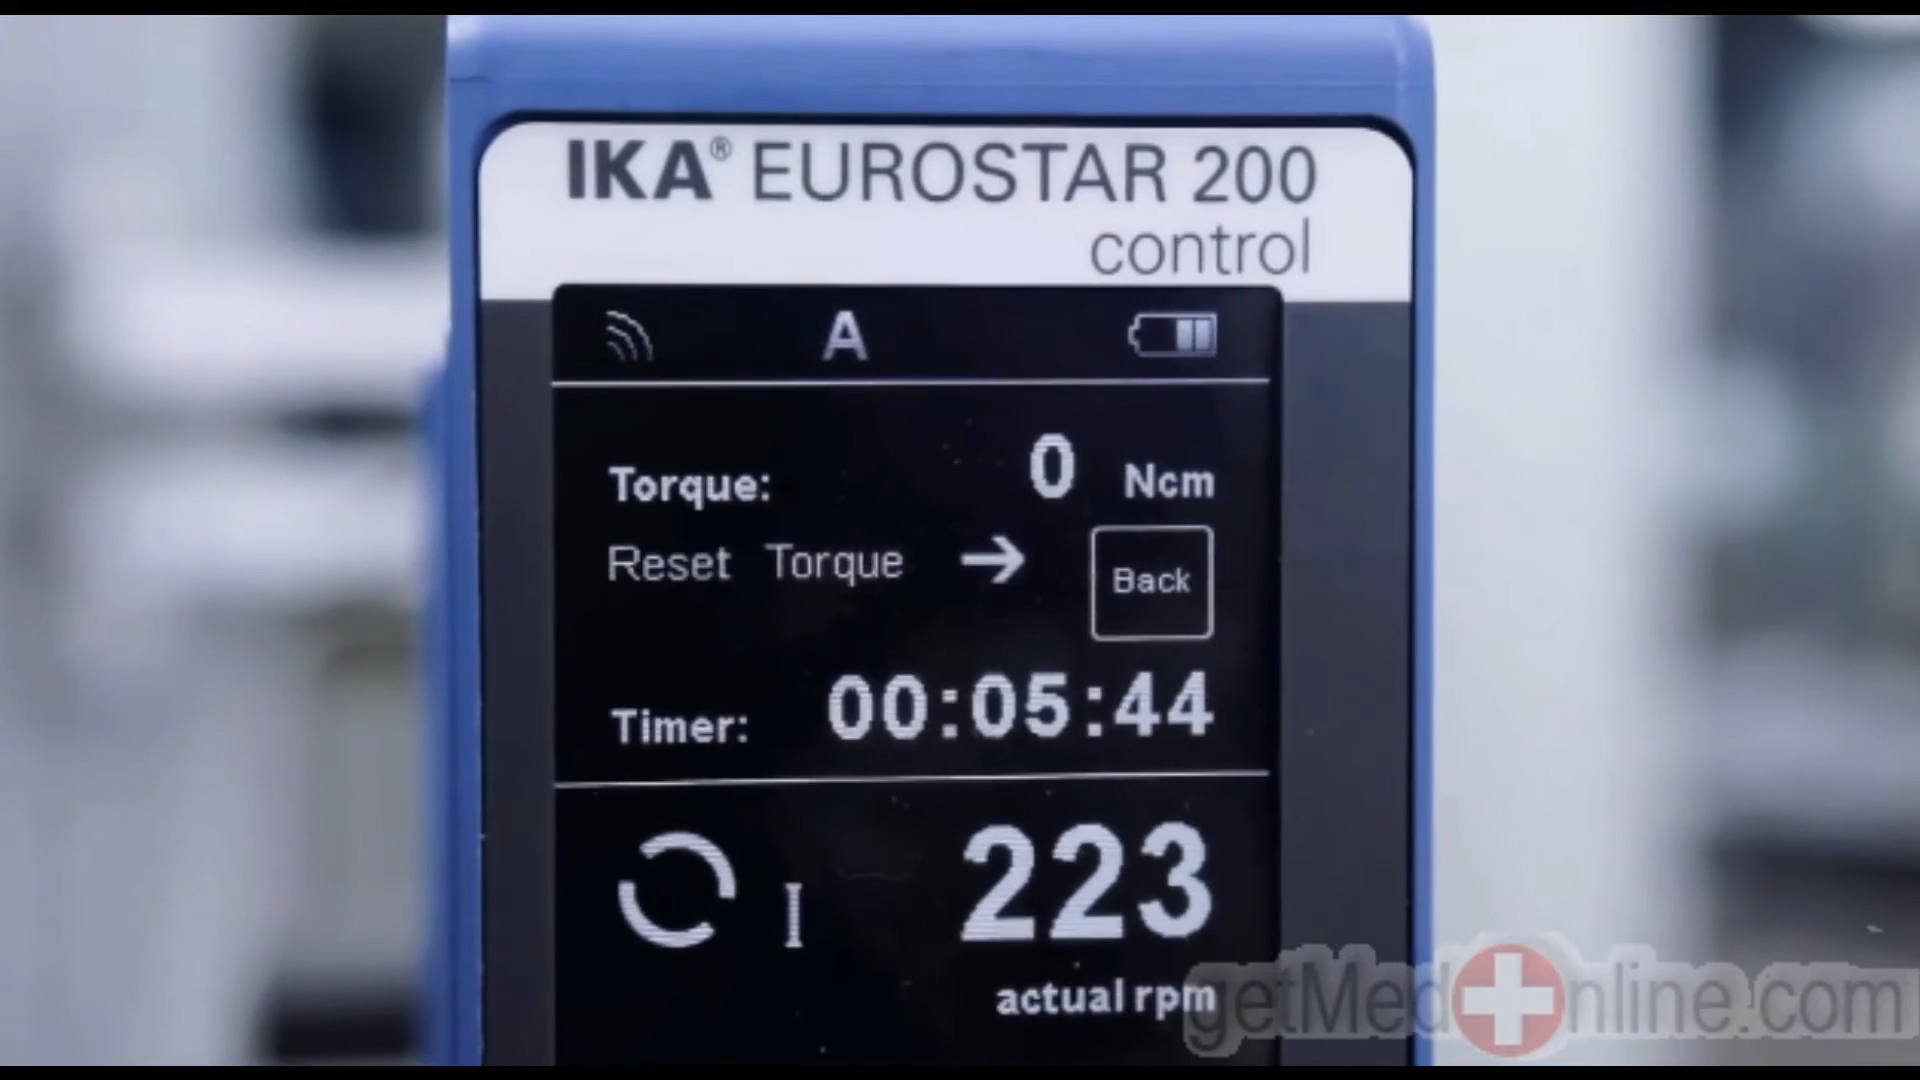 IKA® EUROSTAR 200
control
A
Torque: 0 Ncm
Reset Torque → Back
Timer: 00:05:44
I 223
actual rpm
getMedOnline.com